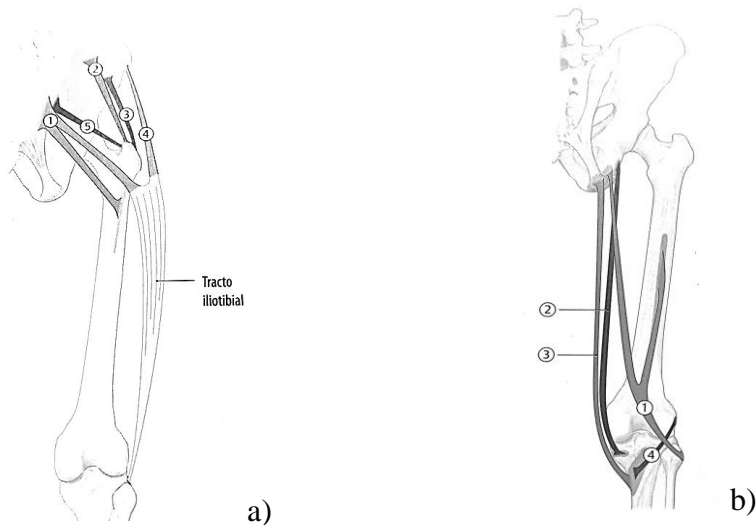 ②
③
④
①
⑤
Tracto
iliotibial
a)
②
③
①
④
b)